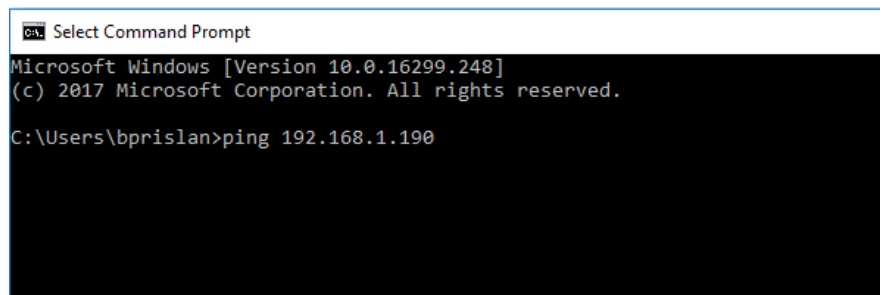 Select Command Prompt
Microsoft Windows [Version 10.0.16299.248]
(c) 2017 Microsoft Corporation. All rights reserved.
C:\Users\bprislan>ping 192.168.1.190